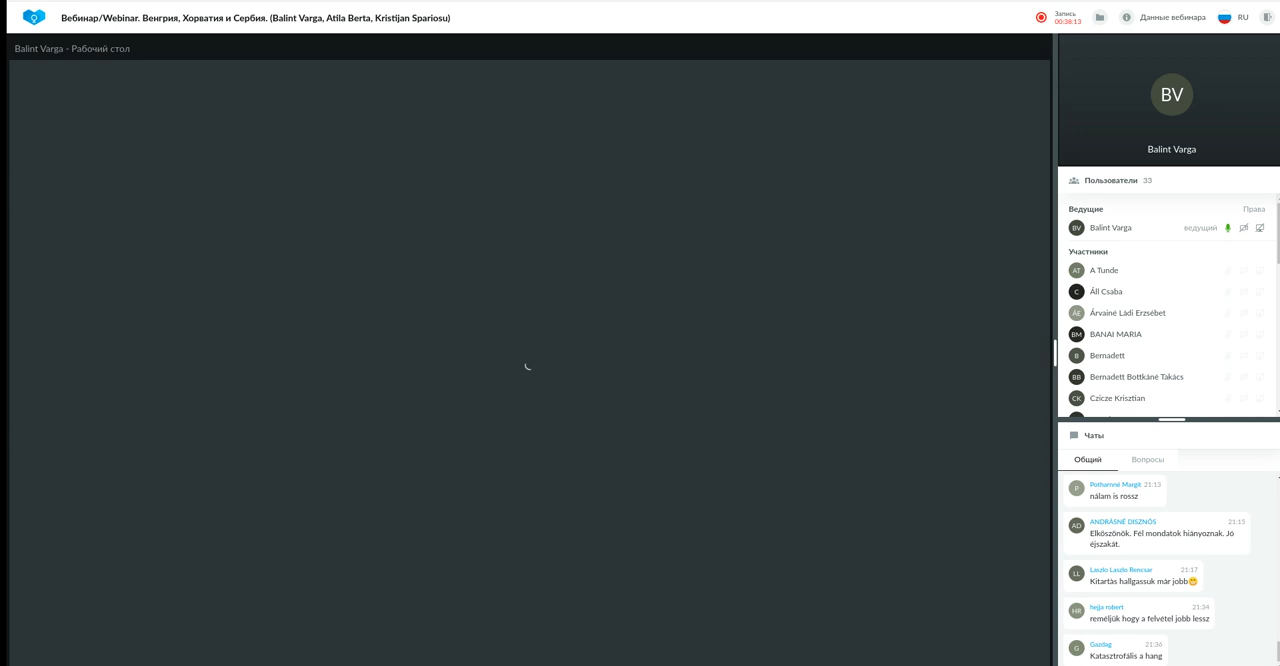 Вебинар/Webinar. Венгрия, Хорватия и Сербия. (Balint Varga, Atila Berta, Kristijan Spariosu)
Запись
00:38:13
Данные вебинара
RU
Balint Varga - Рабочий стол
BV
Balint Varga
Пользователи 33
Ведущие Права
BV Balint Varga ведущий
Участники
AT A Tunde
C Áll Csaba
ÁE Árvainé Ládi Erzsébet
BM BANAI MARIA
B Bernadett
BB Bernadett Bottkáné Takács
CK Czicze Krisztian
Чаты
Общий Вопросы
P Potharnné Margit 21:13
nálam is rossz
AD ANDRÁSNÉ DISZNÓS 21:15
Elköszönök. Fél mondatok hiányoznak. Jó
éjszakát.
LL Laszlo Laszlo Rencsar 21:17
Kitartás hallgassuk már jobb😬
HR hejja robert 21:34
reméljük hogy a felvétel jobb lessz
G Gazdag 21:36
Katasztrofális a hang